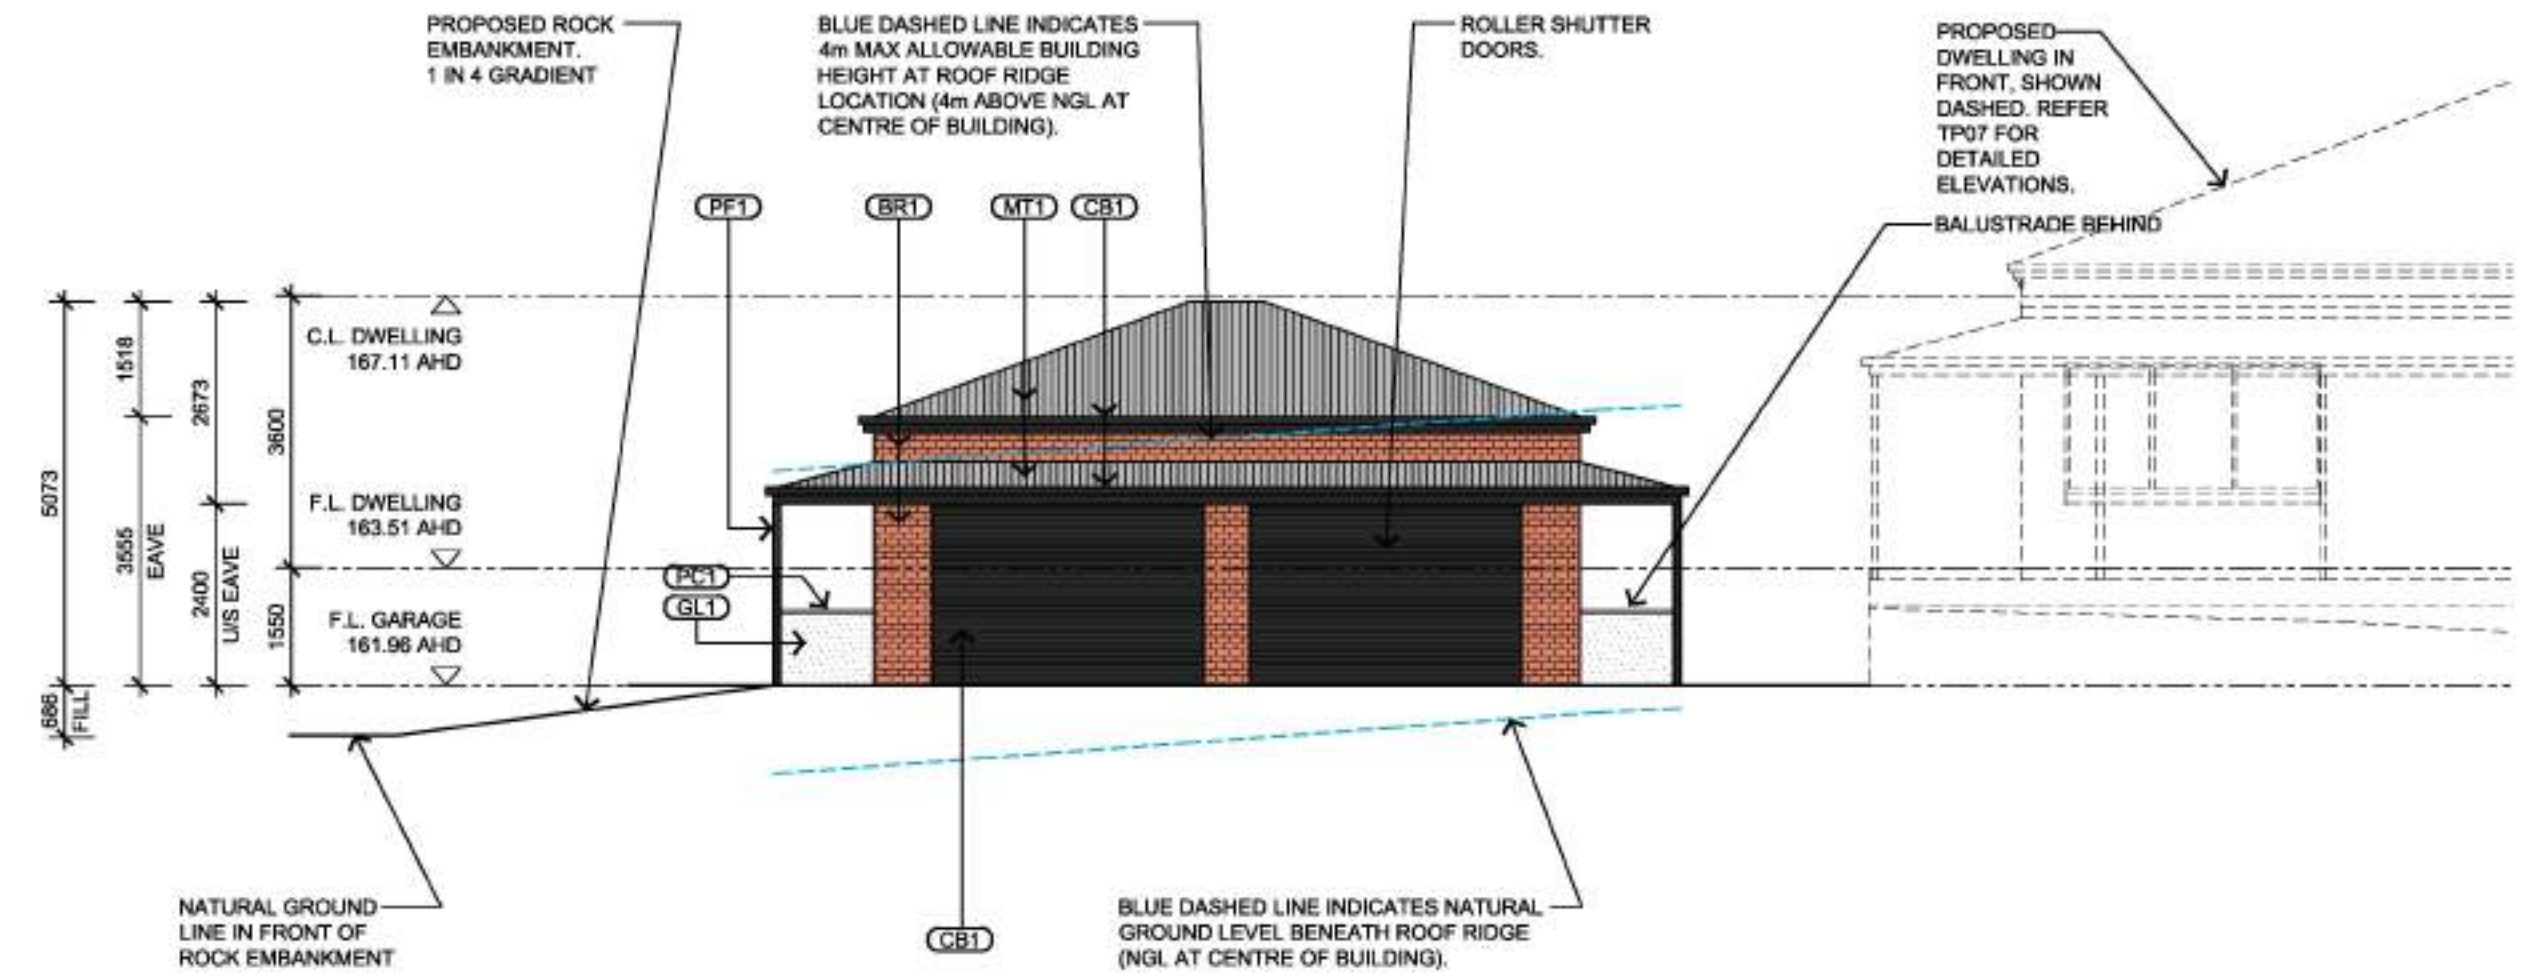 PROPOSED ROCK
EMBANKMENT.
1 IN 4 GRADIENT
BLUE DASHED LINE INDICATES
4m MAX ALLOWABLE BUILDING
HEIGHT AT ROOF RIDGE
LOCATION (4m ABOVE NGL AT
CENTRE OF BUILDING).
ROLLER SHUTTER
DOORS.
PROPOSED
DWELLING IN
FRONT, SHOWN
DASHED. REFER
TP07 FOR
DETAILED
ELEVATIONS.
BALUSTRADE BEHIND
PF1
BR1
MT1
CB1
C.L. DWELLING
167.11 AHD
F.L. DWELLING
163.51 AHD
F.L. GARAGE
161.96 AHD
5073
686
FILL
1518
3555
EAVE
2673
2400
U/S EAVE
3600
1550
PC1
GL1
NATURAL GROUND
LINE IN FRONT OF
ROCK EMBANKMENT
CB1
BLUE DASHED LINE INDICATES NATURAL
GROUND LEVEL BENEATH ROOF RIDGE
(NGL AT CENTRE OF BUILDING).